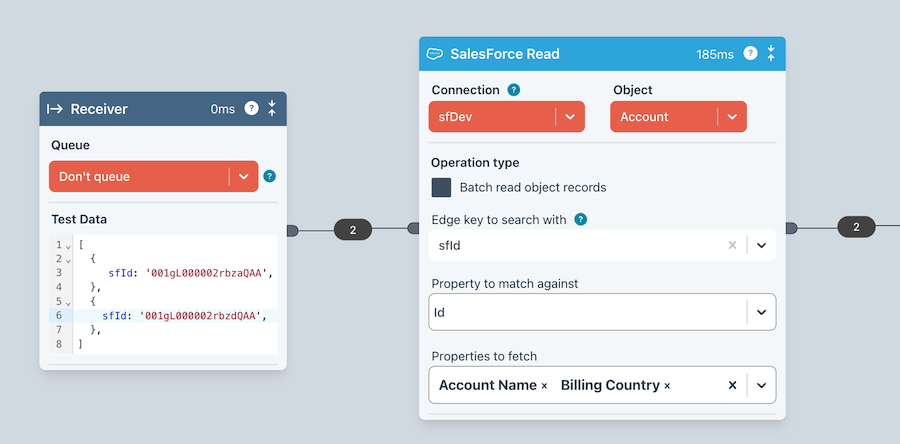 Receiver 0ms ?
Queue
Don't queue ?
Test Data
1 [
2 {
3 sfId: '001gL000002rbzaQAA',
4 },
5 {
6 sfId: '001gL000002rbzdQAA',
7 },
8 ]
2
SalesForce Read 185ms ?
Connection ? Object
sfDev Account
Operation type
Batch read object records
Edge key to search with ?
sfId ×
Property to match against
Id
Properties to fetch
Account Name × Billing Country × ×
2